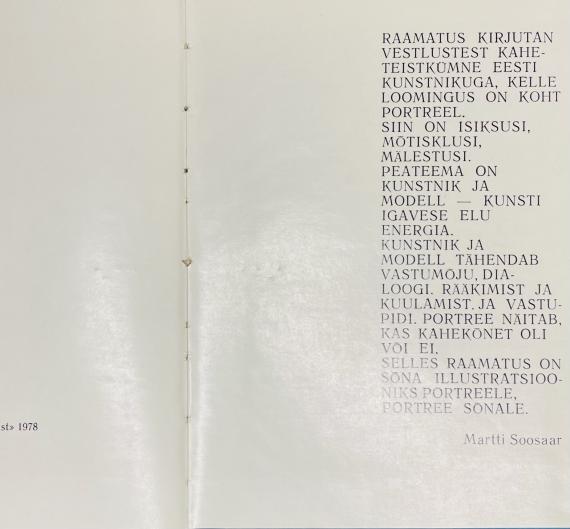 st» 1978
RAAMATUS KIRJUTAN
VESTLUSTEST KAHE-
TEISTKÜMNE EESTI
KUNSTNIKUGA, KELLE
LOOMINGUS ON KOHT
PORTREEL.
SIIN ON ISIKSUSI,
MÕTISKLUSI,
MÄLESTUSI.
PEATEEMA ON
KUNSTNIK JA
MODELL — KUNSTI
IGAVESE ELU
ENERGIA.
KUNSTNIK JA
MODELL TÄHENDAB
VASTUMÕJU, DIA-
LOOGI. RÄÄKIMIST JA
KUULAMIST. JA VASTU-
PIDI. PORTREE NÄITAB,
KAS KAHEKÕNET OLI
VÕI EI.
SELLES RAAMATUS ON
SÕNA ILLUSTRATSIOO-
NIKS PORTREELE,
PORTREE SÕNALE.
Martti Soosaar